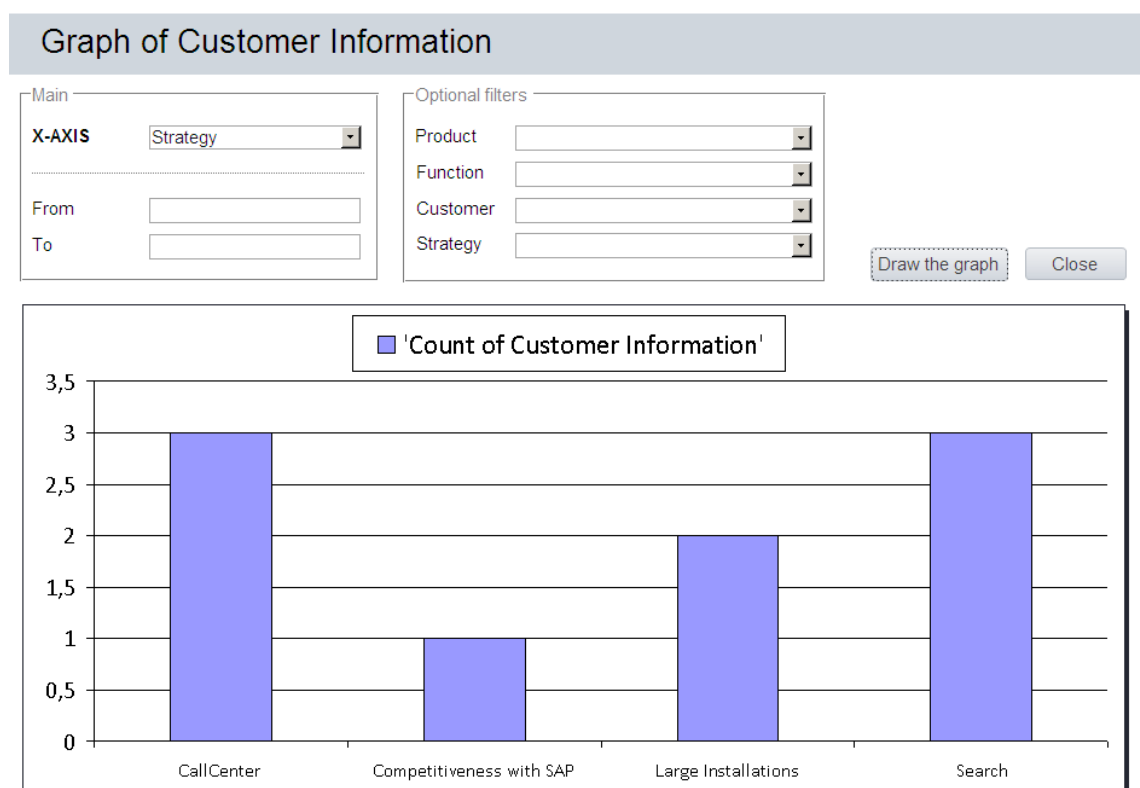 Graph of Customer Information
Main
X-AXIS Strategy
From
To
Optional filters
Product
Function
Customer
Strategy
Draw the graph Close
'Count of Customer Information'
3,5
3
2,5
2
1,5
1
0,5
0
CallCenter Competitiveness with SAP Large Installations Search